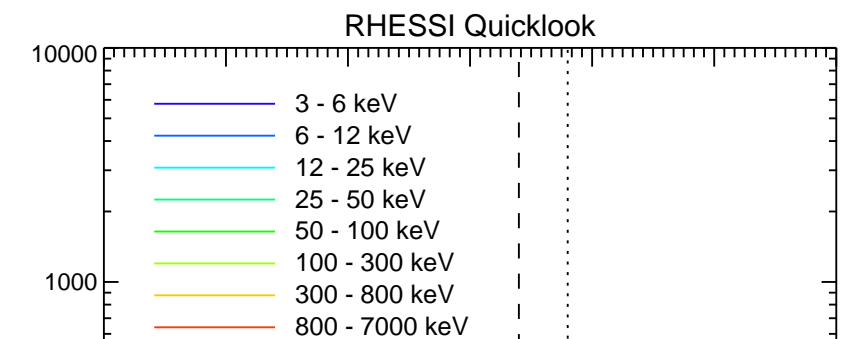 RHESSI Quicklook
10000
3 - 6 keV
6 - 12 keV
12 - 25 keV
25 - 50 keV
50 - 100 keV
100 - 300 keV
1000
300 - 800 keV
800 - 7000 keV